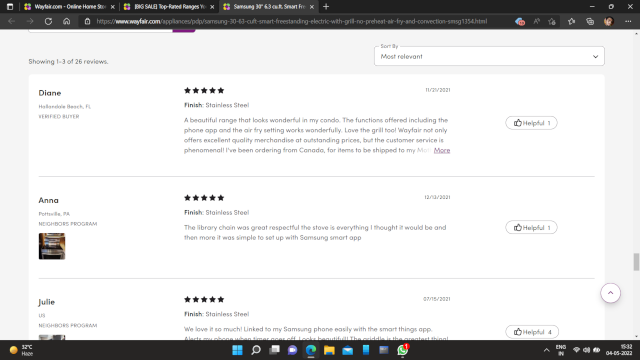 Wayfair.com - Online Home Stor
[BIG SALE] Top-Rated Ranges Yo
Samsung 30" 6.3 cu.ft. Smart Free
https://www.wayfair.com/appliances/pdp/samsung-30-63-cuft-smart-freestanding-electric-with-grill-no-preheat-air-fry-and-convection-smsg1354.html
Sort By
Most relevant
Showing 1-3 of 26 reviews.
Diane
Hallandale Beach, FL
VERIFIED BUYER
11/21/2021
Finish: Stainless Steel
A beautiful range that looks wonderful in my condo. The functions offered including the
phone app and the air fry setting works wonderfully. Love the grill too! Wayfair not only
offers excellent quality merchandise at outstanding prices, but the customer service is
phenomenal! I've been ordering from Canada, for items to be shipped to my More
Helpful 1
Anna
Pottsville, PA
NEIGHBORS PROGRAM
12/13/2021
Finish: Stainless Steel
The library chain was great respectful the stove is everything I thought it would be and
then more it was simple to set up with Samsung smart app
Helpful 1
Julie
US
NEIGHBORS PROGRAM
07/15/2021
Finish: Stainless Steel
We love it so much! Linked to my Samsung phone easily with the smart things app.
Alerts my phone when timer goes off. Looks beautiful! The griddle is the greatest thing!
Helpful 4
32°C
Haze
ENG
IN
15:32
04-05-2022